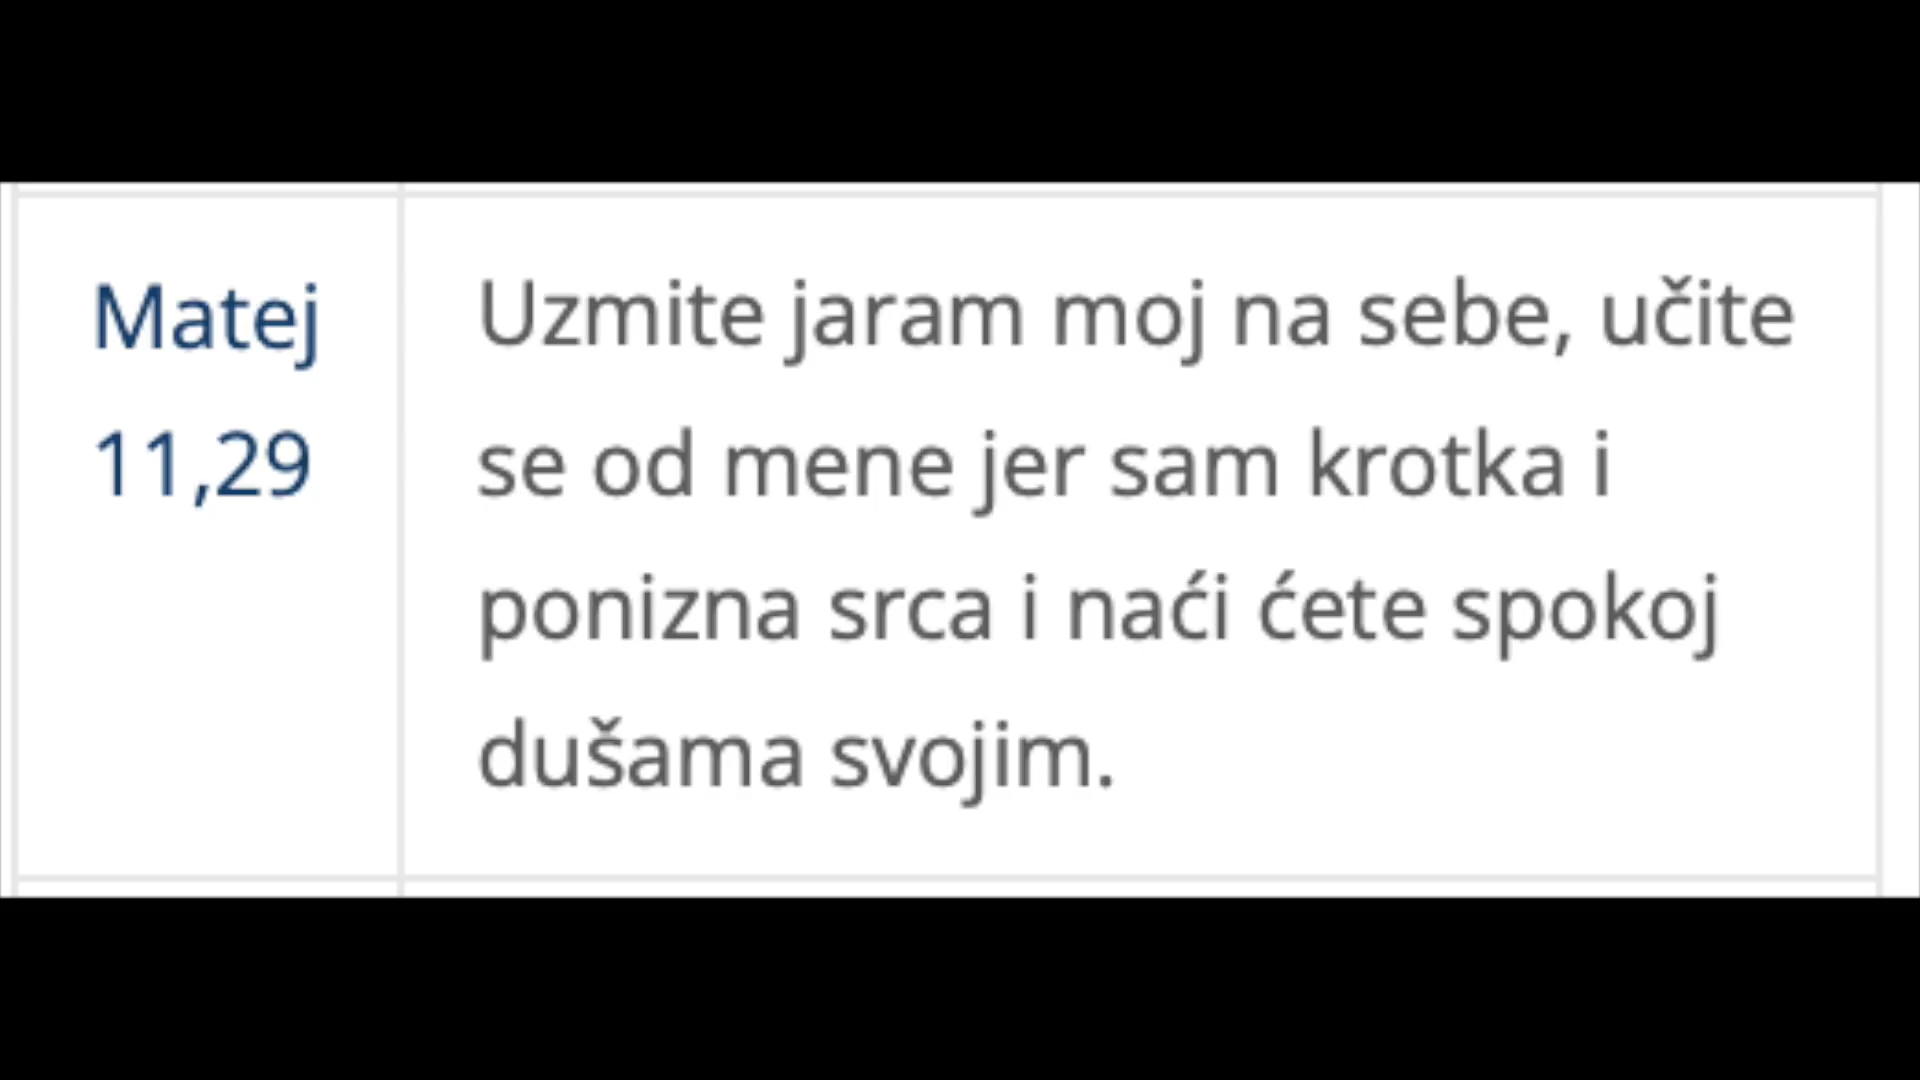 Matej
11,29
Uzmite jaram moj na sebe, učite
se od mene jer sam krotka i
ponizna srca i naći ćete spokoj
dušama svojim.